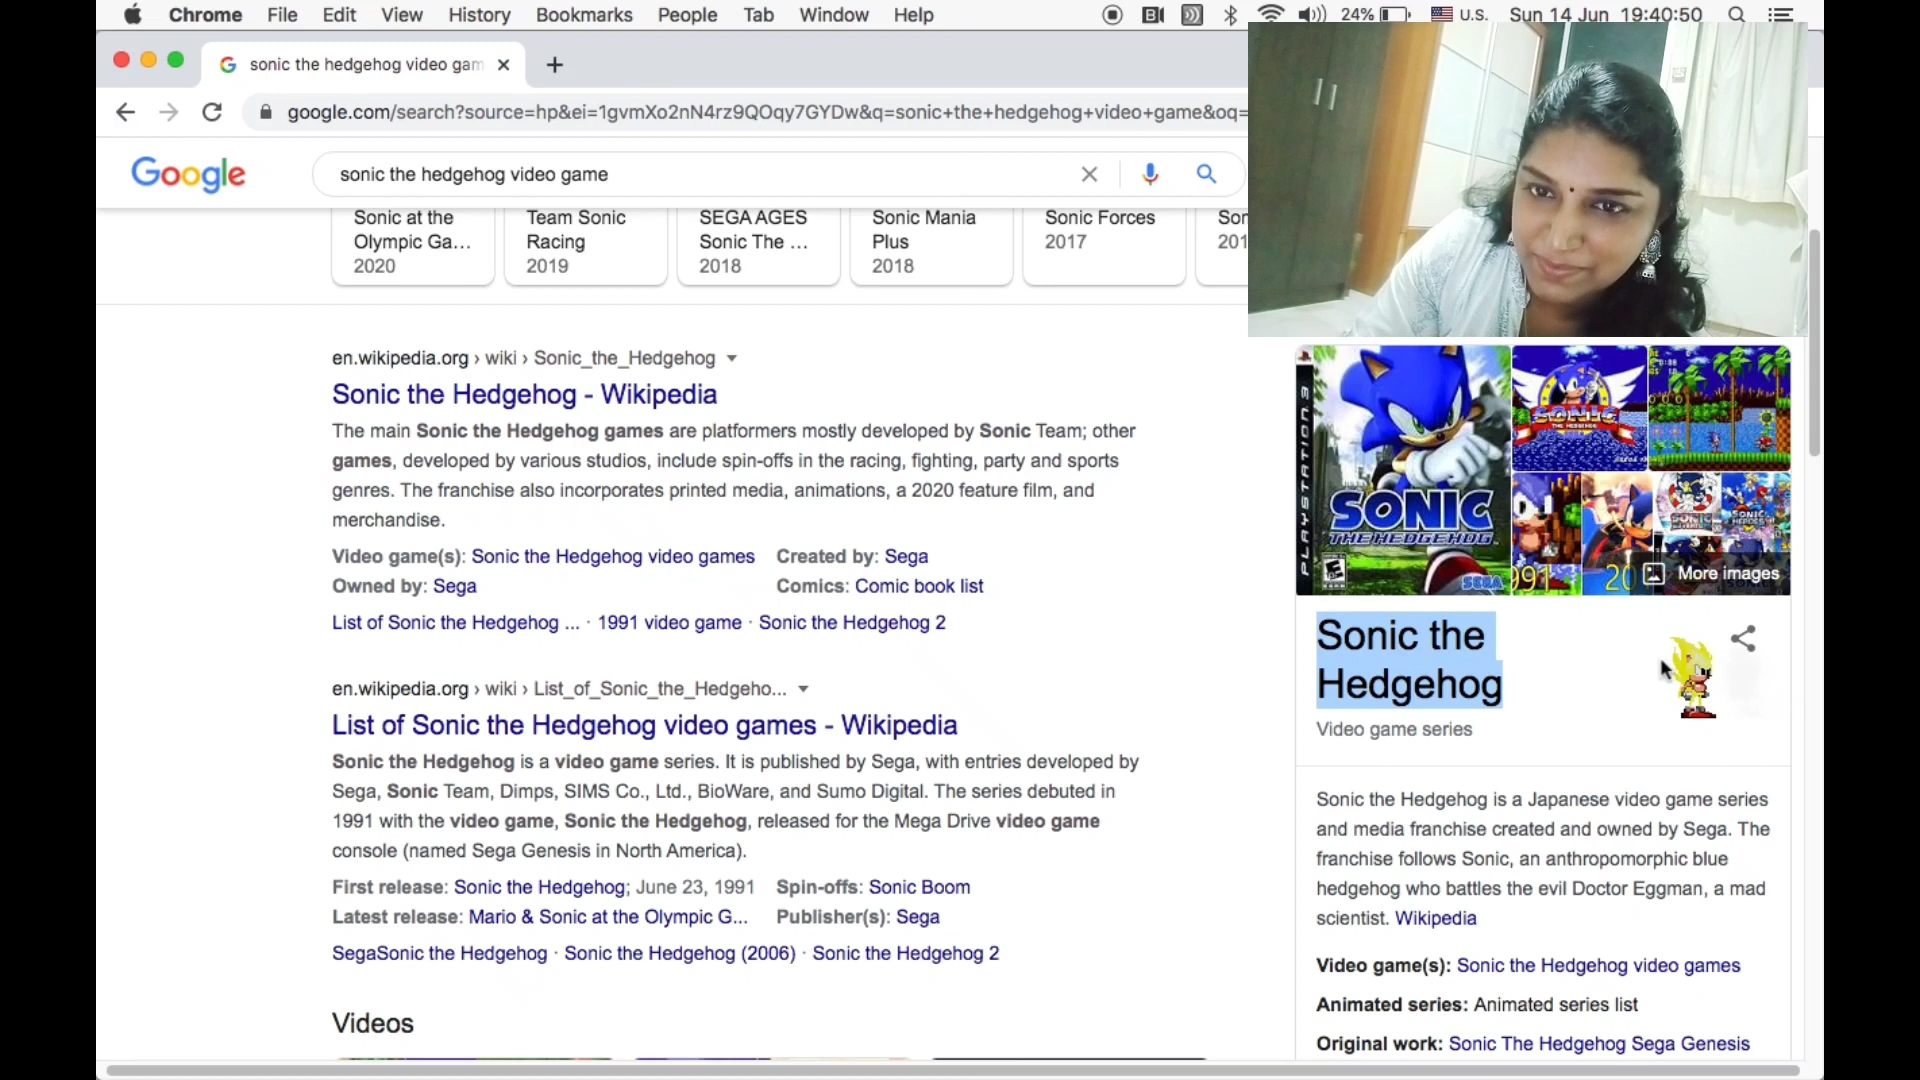 Chrome File Edit View History Bookmarks People Tab Window Help
24% U.S. Sun 14 Jun 19:40:50
sonic the hedgehog video gam
google.com/search?source=hp&ei=1gvmXo2nN4rz9QOqy7GYDw&q=sonic+the+hedgehog+video+game&oq=
Google
sonic the hedgehog video game
Sonic at the
Olympic Ga...
2020
Team Sonic
Racing
2019
SEGA AGES
Sonic The ...
2018
Sonic Mania
Plus
2018
Sonic Forces
2017
Son
201
en.wikipedia.org › wiki › Sonic_the_Hedgehog
Sonic the Hedgehog - Wikipedia
The main Sonic the Hedgehog games are platformers mostly developed by Sonic Team; other
games, developed by various studios, include spin-offs in the racing, fighting, party and sports
genres. The franchise also incorporates printed media, animations, a 2020 feature film, and
merchandise.
Video game(s): Sonic the Hedgehog video games Created by: Sega
Owned by: Sega Comics: Comic book list
List of Sonic the Hedgehog ... · 1991 video game · Sonic the Hedgehog 2
en.wikipedia.org › wiki › List_of_Sonic_the_Hedgeho...
List of Sonic the Hedgehog video games - Wikipedia
Sonic the Hedgehog is a video game series. It is published by Sega, with entries developed by
Sega, Sonic Team, Dimps, SIMS Co., Ltd., BioWare, and Sumo Digital. The series debuted in
1991 with the video game, Sonic the Hedgehog, released for the Mega Drive video game
console (named Sega Genesis in North America).
First release: Sonic the Hedgehog; June 23, 1991 Spin-offs: Sonic Boom
Latest release: Mario & Sonic at the Olympic G... Publisher(s): Sega
SegaSonic the Hedgehog · Sonic the Hedgehog (2006) · Sonic the Hedgehog 2
Videos
PLAYSTATION 3
SONIC
THE HEDGEHOG
SEGA
SONIC
THE HEDGEHOG
991
20
More images
Sonic the
Hedgehog
Video game series
Sonic the Hedgehog is a Japanese video game series
and media franchise created and owned by Sega. The
franchise follows Sonic, an anthropomorphic blue
hedgehog who battles the evil Doctor Eggman, a mad
scientist. Wikipedia
Video game(s): Sonic the Hedgehog video games
Animated series: Animated series list
Original work: Sonic The Hedgehog Sega Genesis